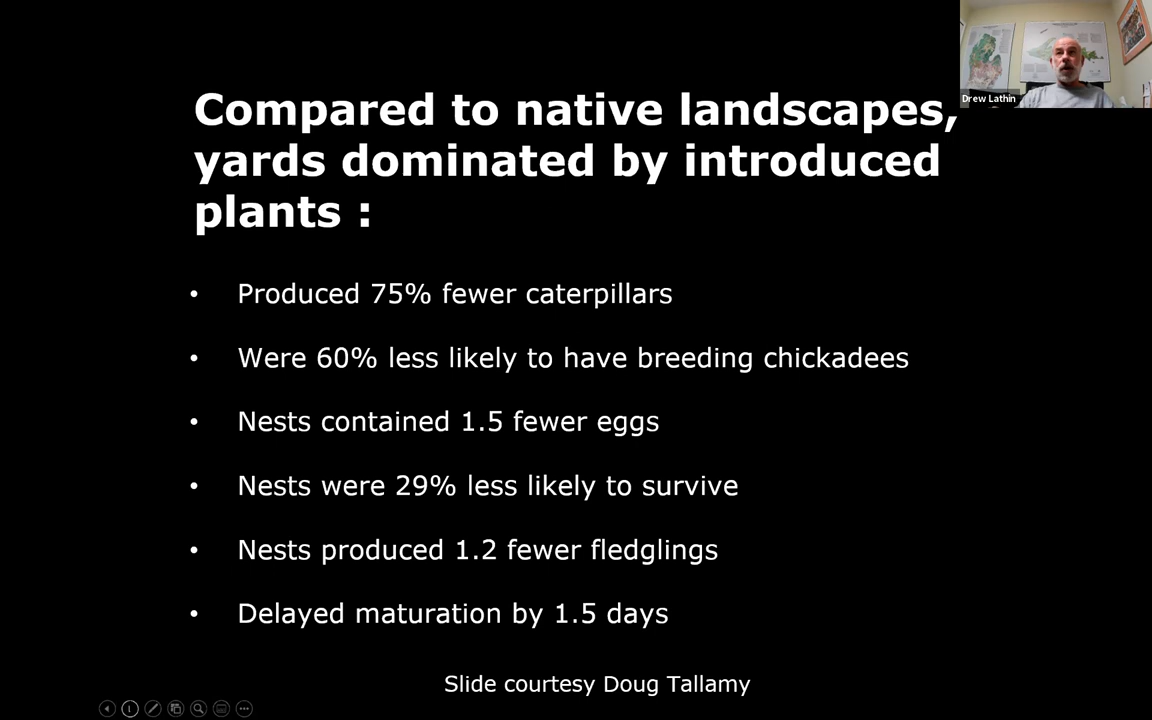 Drew Lathin
Compared to native landscapes,
yards dominated by introduced
plants :
• Produced 75% fewer caterpillars
• Were 60% less likely to have breeding chickadees
• Nests contained 1.5 fewer eggs
• Nests were 29% less likely to survive
• Nests produced 1.2 fewer fledglings
• Delayed maturation by 1.5 days
Slide courtesy Doug Tallamy